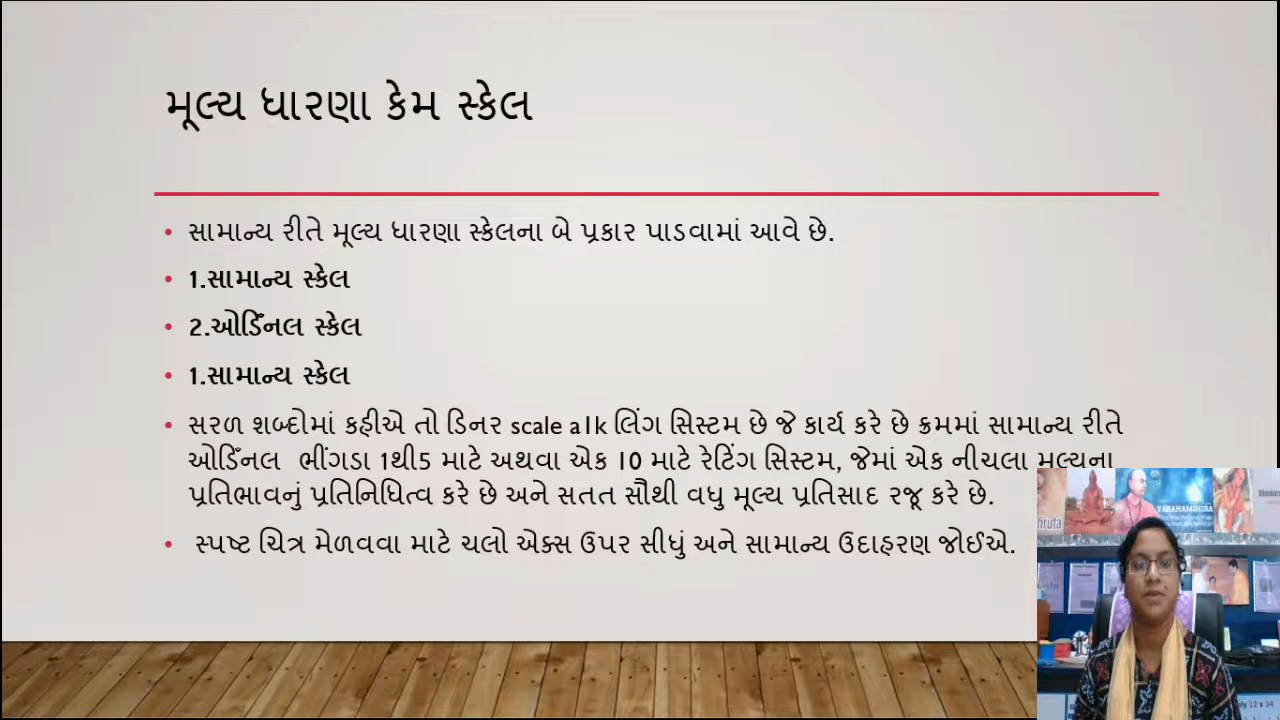 મૂલ્ય ધારણા કેમ સ્કેલ
• સામાન્ય રીતે મૂલ્ય ધારણા સ્કેલના બે પ્રકાર પાડવામાં આવે છે.
• 1.સામાન્ય સ્કેલ
• 2.ઓર્ડિનલ સ્કેલ
• 1.સામાન્ય સ્કેલ
• સરળ શબ્દોમાં કહીએ તો ડિનર scale alk લિંગ સિસ્ટમ છે જે કાર્ય કરે છે ક્રમમાં સામાન્ય રીતે
ઓર્ડિનલ ભીંગડા 1થી5 માટે અથવા એક 10 માટે રેટિંગ સિસ્ટમ, જેમાં એક નીચલા મૂલ્યના
પ્રતિભાવનું પ્રતિનિધિત્વ કરે છે અને સતત સૌથી વધુ મૂલ્ય પ્રતિસાદ રજૂ કરે છે.
• સ્પષ્ટ ચિત્ર મેળવવા માટે ચલો એક્સ ઉપર સીધું અને સામાન્ય ઉદાહરણ જોઈએ.
VARAHAMIHIRA